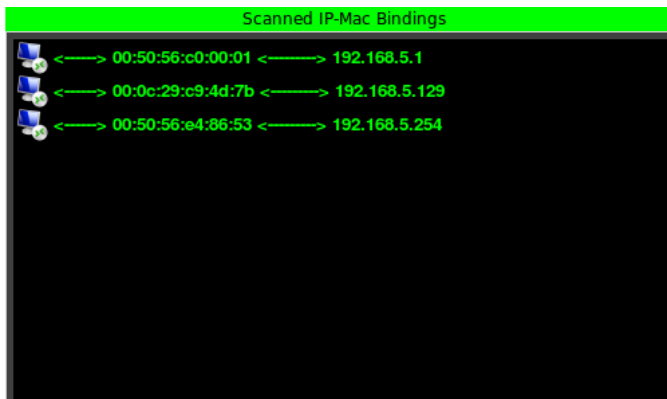 Scanned IP-Mac Bindings
<------> 00:50:56:c0:00:01 <---------> 192.168.5.1
<------> 00:0c:29:c9:4d:7b <---------> 192.168.5.129
<------> 00:50:56:e4:86:53 <---------> 192.168.5.254